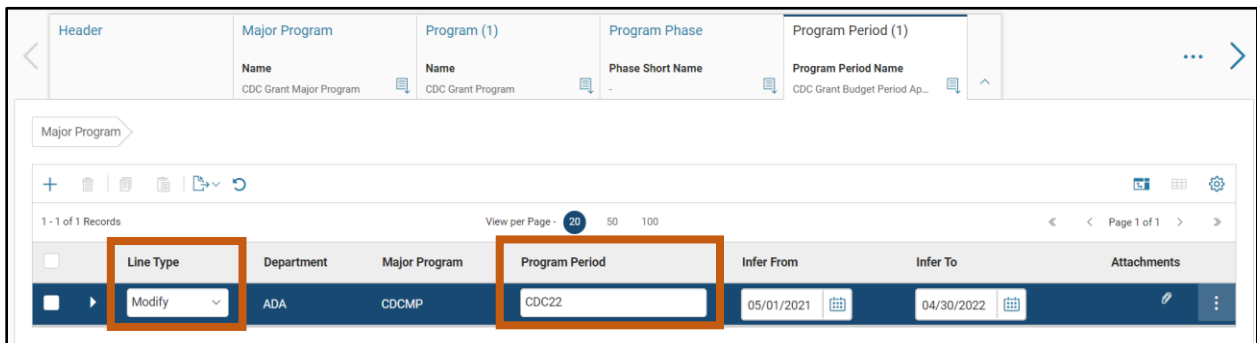 Header
Major Program
Program (1)
Program Phase
Program Period (1)
Name
Name
Phase Short Name
Program Period Name
CDC Grant Major Program
CDC Grant Program
-
CDC Grant Budget Period Ap...
Major Program
1 - 1 of 1 Records
View per Page - 20 50 100
Page 1 of 1
Line Type Department Major Program Program Period Infer From Infer To Attachments
Modify ADA CDCMP CDC22 05/01/2021 04/30/2022